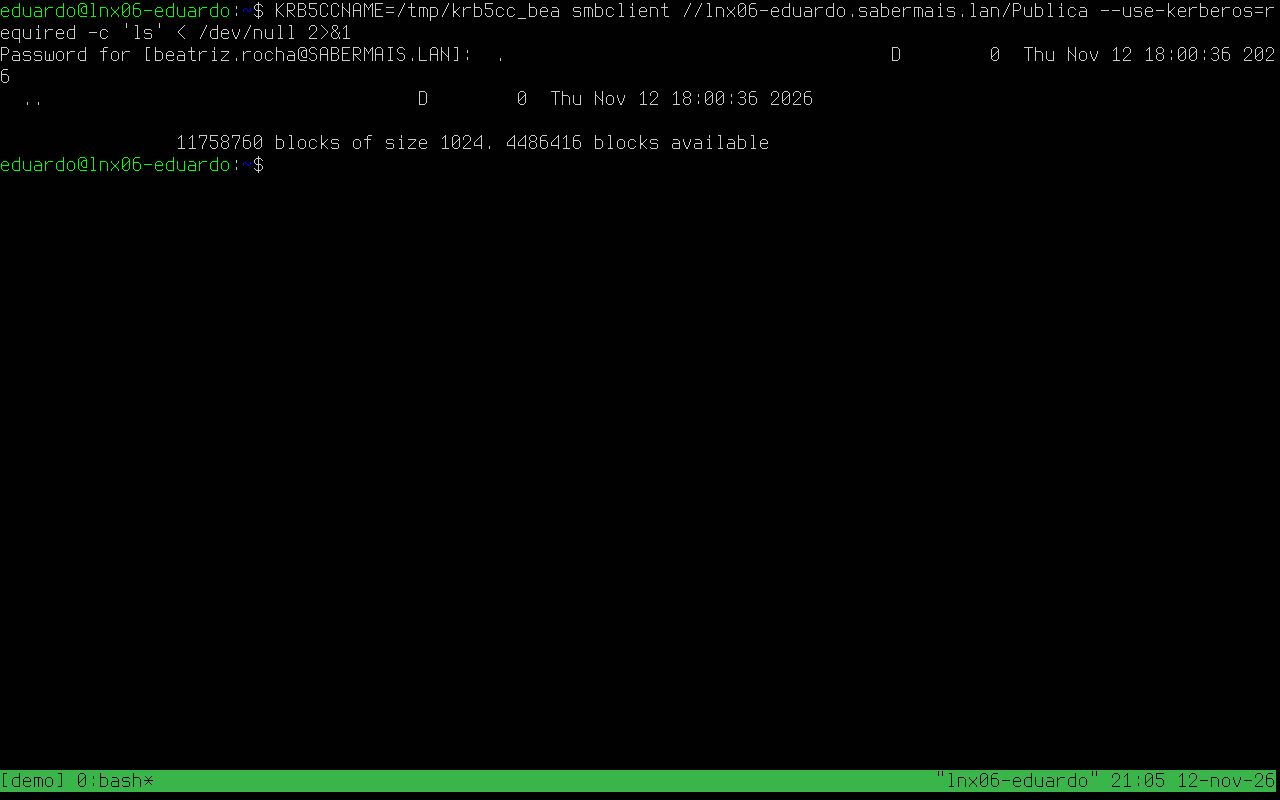 eduardo@lnx06-eduardo:~$ KRB5CCNAME=/tmp/krb5cc_bea smbclient //lnx06-eduardo.sabermais.lan/Publica --use-kerberos=r
equired -c 'ls' < /dev/null 2>&1
Password for [beatriz.rocha@SABERMAIS.LAN]:  .                                   D        0  Thu Nov 12 18:00:36 202
6
  ..                                  D        0  Thu Nov 12 18:00:36 2026
                11758760 blocks of size 1024. 4486416 blocks available
eduardo@lnx06-eduardo:~$
[demo] 0:bash* "lnx06-eduardo" 21:05 12-nov-26